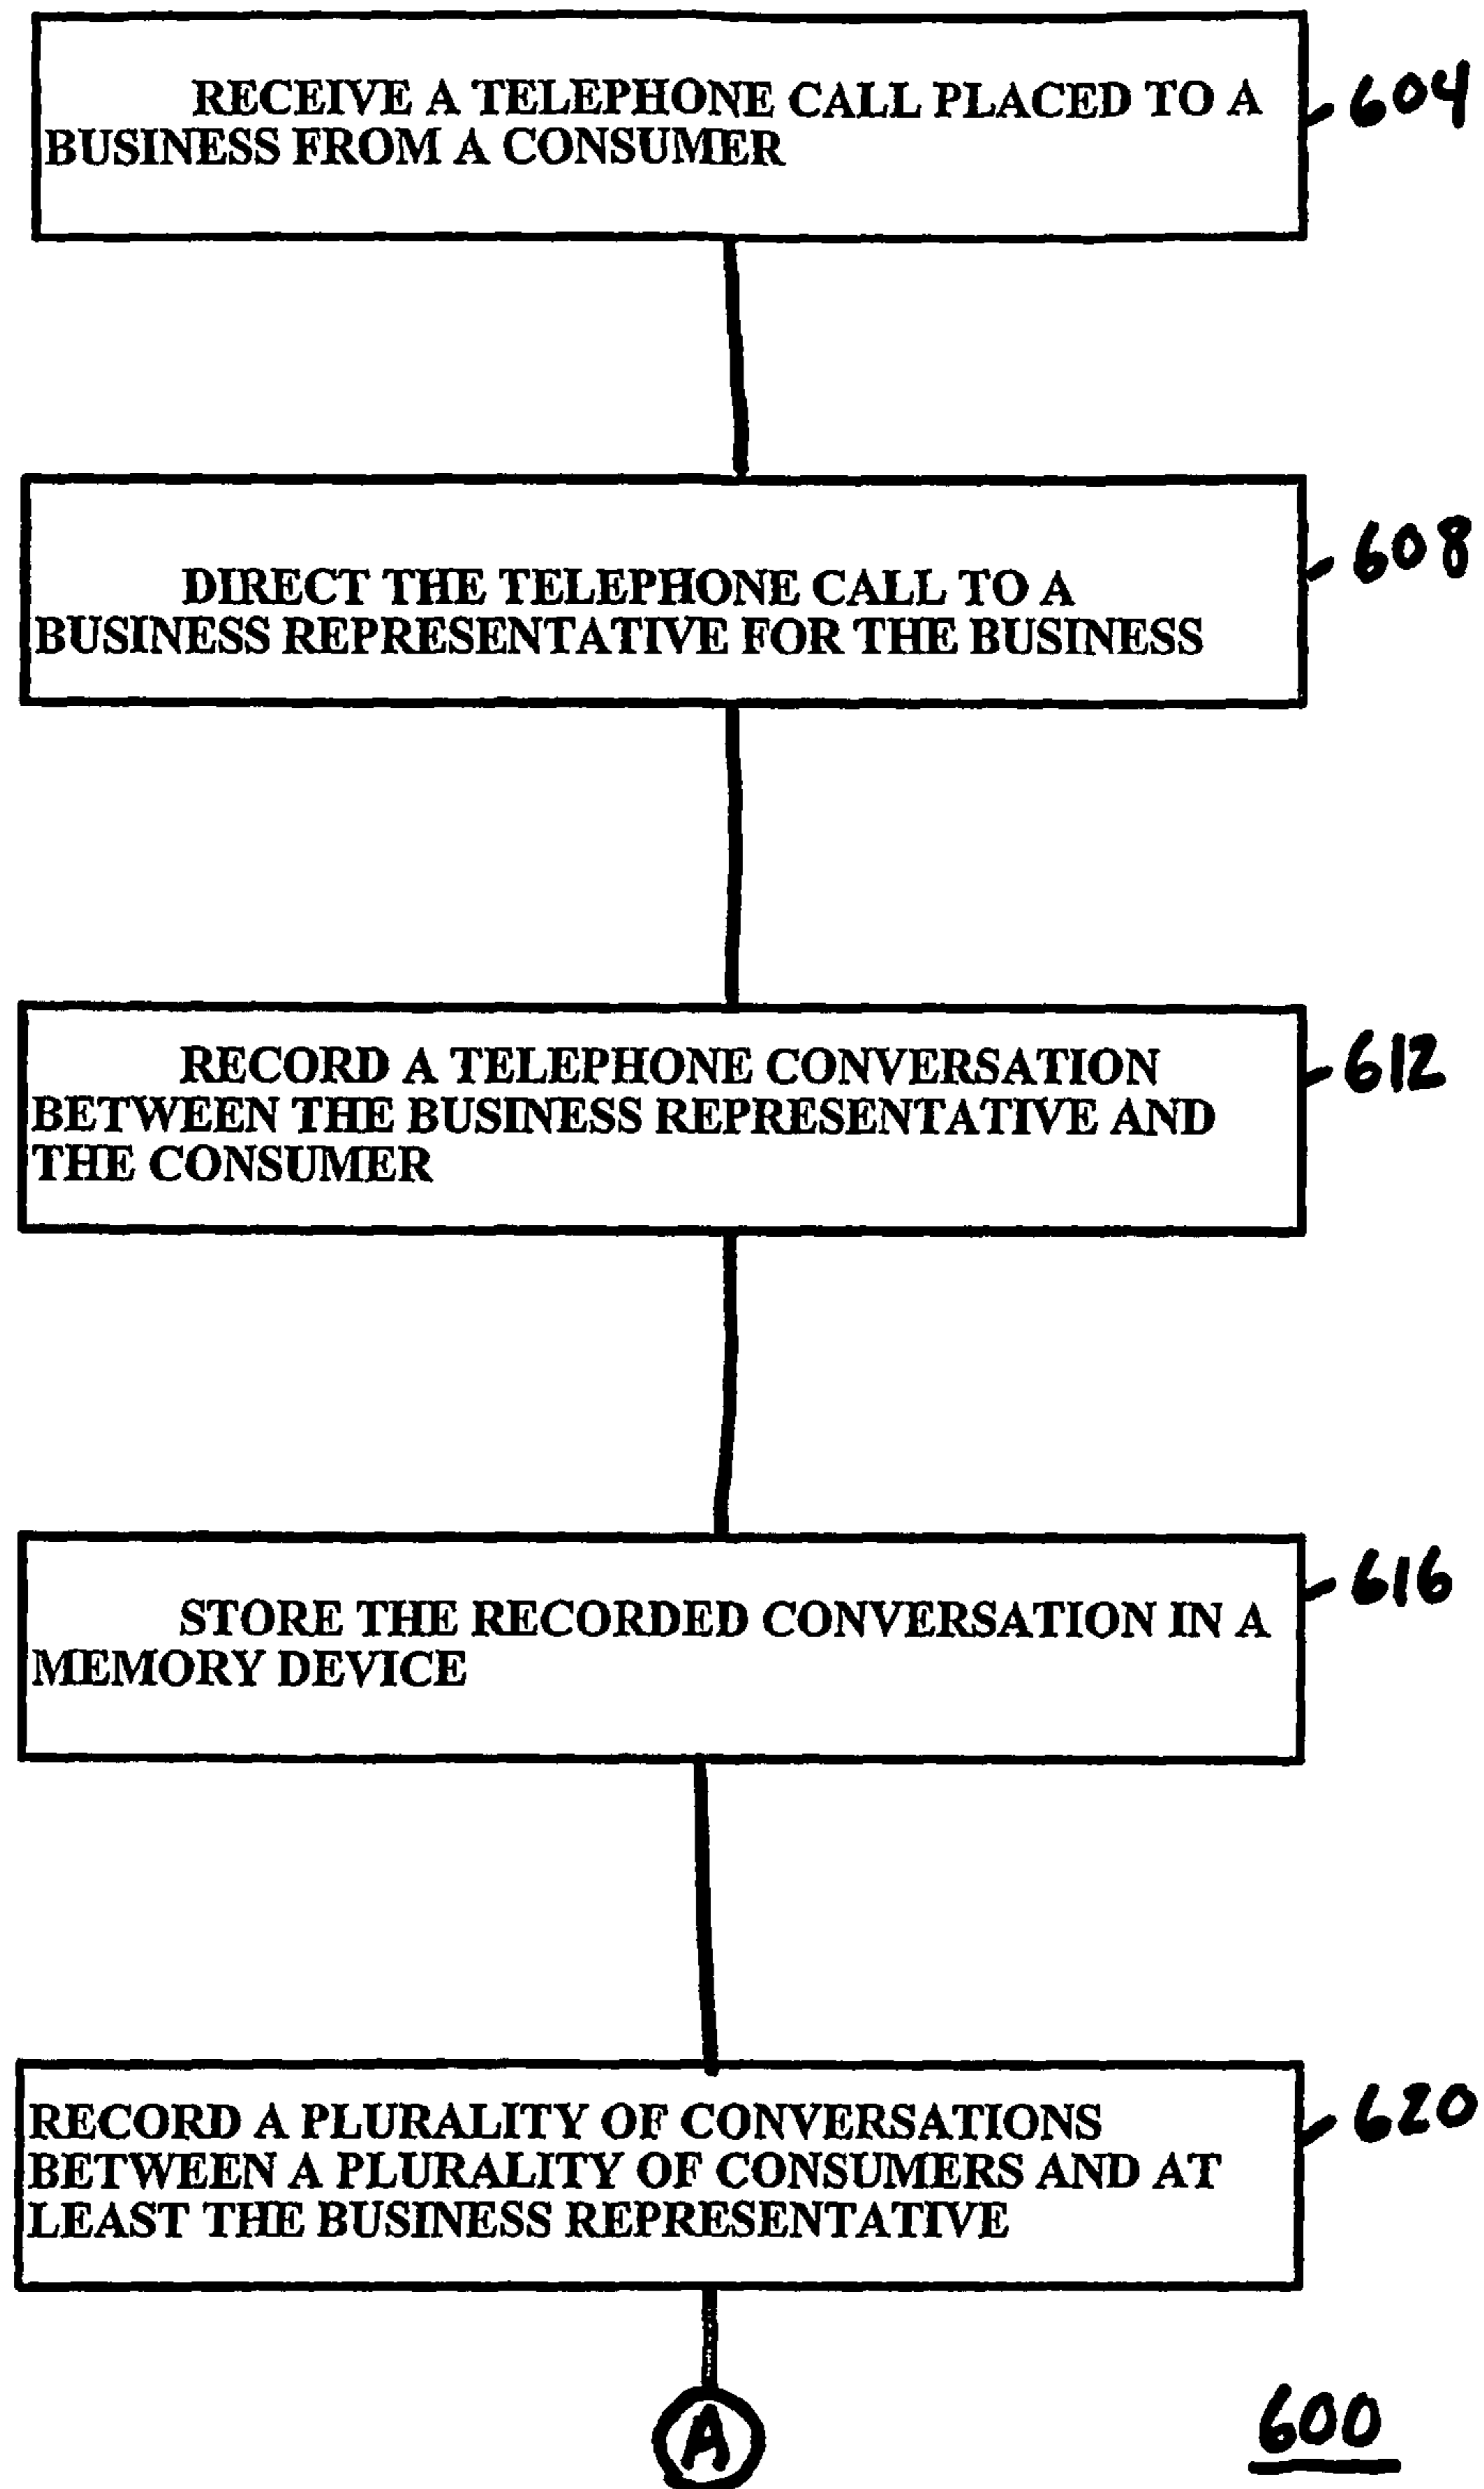 RECEIVE A TELEPHONE CALL PLACED TO A
BUSINESS FROM A CONSUMER
604
DIRECT THE TELEPHONE CALL TO A
BUSINESS REPRESENTATIVE FOR THE BUSINESS
608
RECORD A TELEPHONE CONVERSATION
BETWEEN THE BUSINESS REPRESENTATIVE AND
THE CONSUMER
612
STORE THE RECORDED CONVERSATION IN A
MEMORY DEVICE
616
RECORD A PLURALITY OF CONVERSATIONS
BETWEEN A PLURALITY OF CONSUMERS AND AT
LEAST THE BUSINESS REPRESENTATIVE
620
A
600